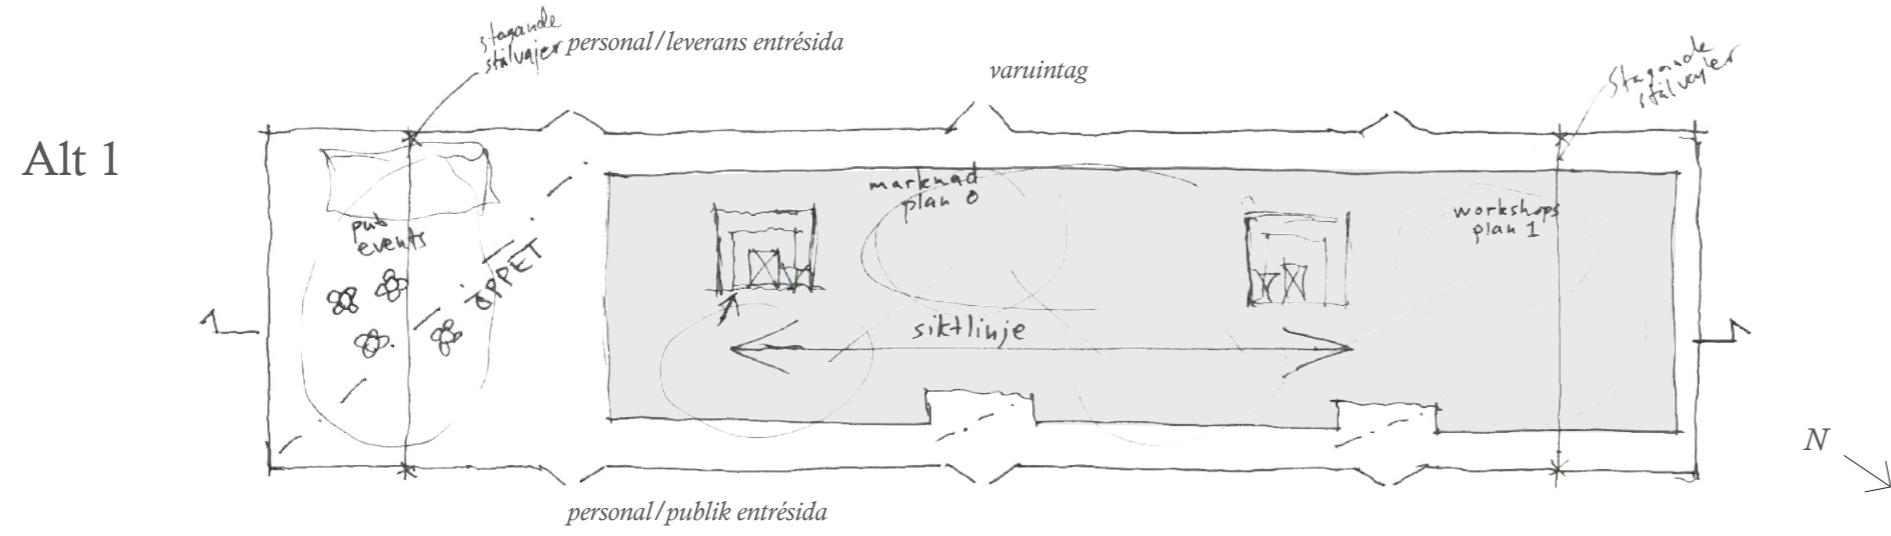 stagande
stålvajer
personal/leverans entrésida
varuintag
Stagande
stålvajer
Alt 1
marknad
plan 0
workshops
plan 1
pub
events
ÖPPET
siktlinje
N
personal/publik entrésida